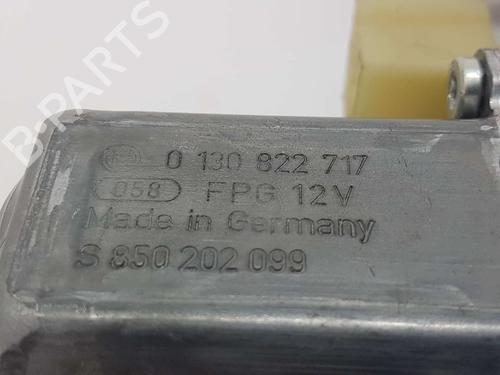 0 130 822 717
058 FPG 12V
Made in Germany
S 850 202 099
B-PARTS